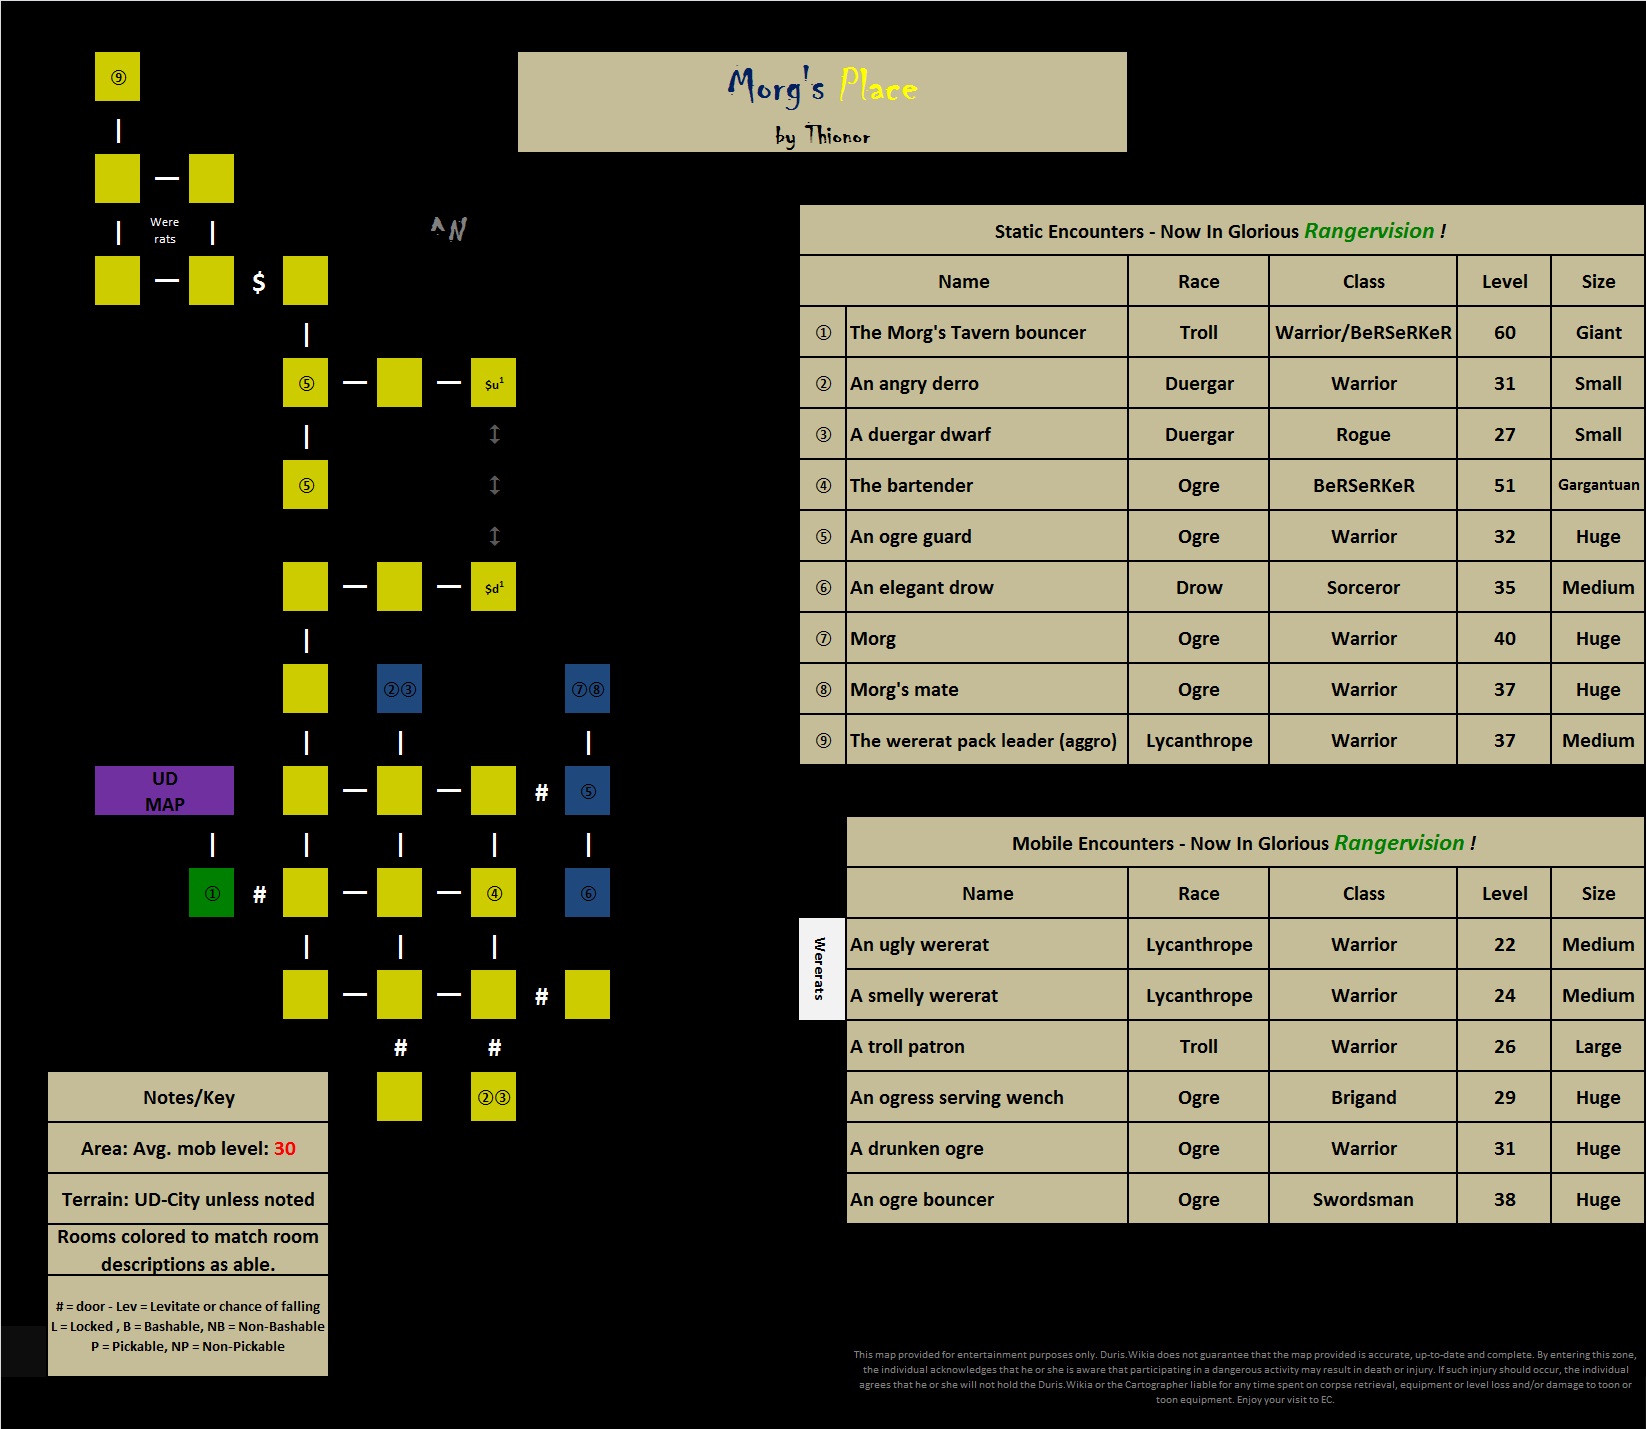 Morg's Place
by Thionor
⑨
Were
rats
^N
$
⑤
$u¹
↕
⑤
↕
↕
$d¹
②③
⑦⑧
UD
MAP
#
⑤
①
#
④
⑥
#
#
#
②③
Static Encounters - Now In Glorious Rangervision !
Name Race Class Level Size
① The Morg's Tavern bouncer Troll Warrior/BeRSeRKeR 60 Giant
② An angry derro Duergar Warrior 31 Small
③ A duergar dwarf Duergar Rogue 27 Small
④ The bartender Ogre BeRSeRKeR 51 Gargantuan
⑤ An ogre guard Ogre Warrior 32 Huge
⑥ An elegant drow Drow Sorceror 35 Medium
⑦ Morg Ogre Warrior 40 Huge
⑧ Morg's mate Ogre Warrior 37 Huge
⑨ The wererat pack leader (aggro) Lycanthrope Warrior 37 Medium
Mobile Encounters - Now In Glorious Rangervision !
Name Race Class Level Size
Wererats
An ugly wererat Lycanthrope Warrior 22 Medium
A smelly wererat Lycanthrope Warrior 24 Medium
A troll patron Troll Warrior 26 Large
An ogress serving wench Ogre Brigand 29 Huge
A drunken ogre Ogre Warrior 31 Huge
An ogre bouncer Ogre Swordsman 38 Huge
Notes/Key
Area: Avg. mob level: 30
Terrain: UD-City unless noted
Rooms colored to match room
descriptions as able.
# = door - Lev = Levitate or chance of falling
L = Locked , B = Bashable, NB = Non-Bashable
P = Pickable, NP = Non-Pickable
This map provided for entertainment purposes only. Duris.Wikia does not guarantee that the map provided is accurate, up-to-date and complete. By entering this zone,
the individual acknowledges that he or she is aware that participating in a dangerous activity may result in death or injury. If such injury should occur, the individual
agrees that he or she will not hold the Duris.Wikia or the Cartographer liable for any time spent on corpse retrieval, equipment or level loss and/or damage to toon or
toon equipment. Enjoy your visit to EC.